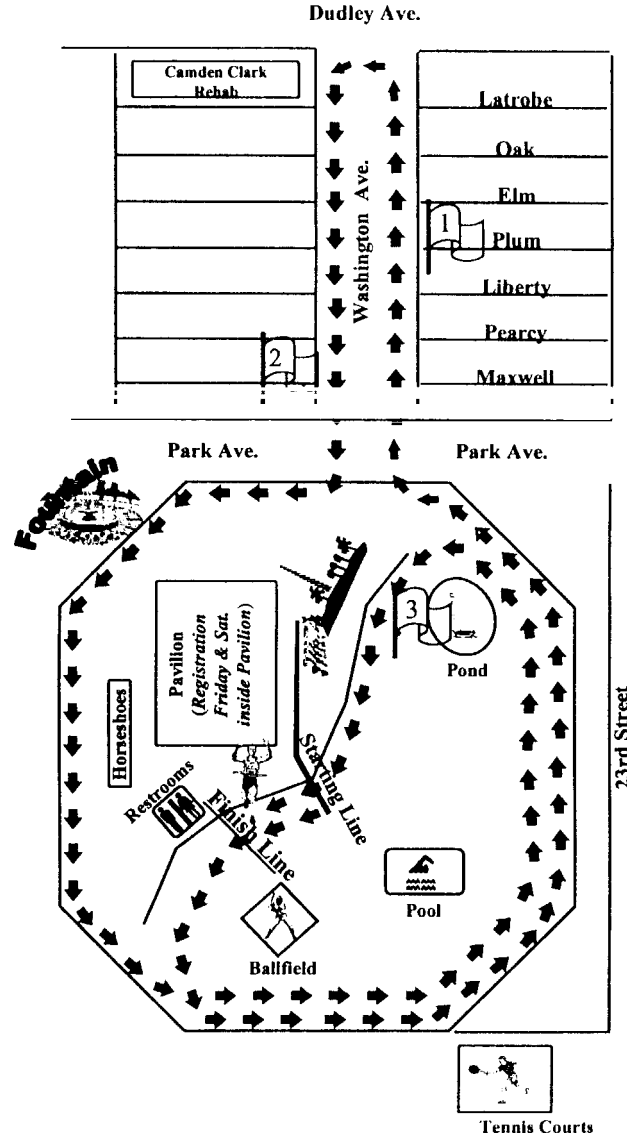 Dudley Ave.
Camden Clark
Rehab
Latrobe
Oak
Elm
Washington Ave.
1
Plum
Liberty
Pearcy
2
Maxwell
Park Ave.
Park Ave.
Fountain
3
Pavilion
(Registration
Friday & Sat.
inside Pavilion)
Pond
Horseshoes
23rd Street
Starting Line
Restrooms
Finish Line
Pool
Ballfield
Tennis Courts